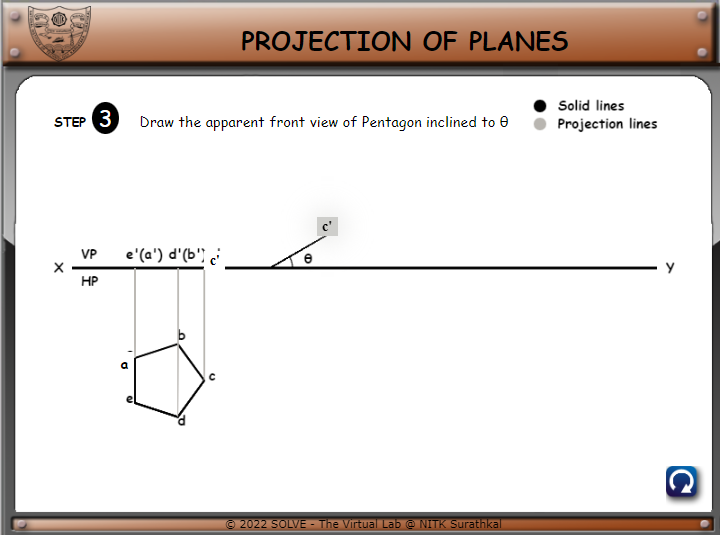 PROJECTION OF PLANES
Solid lines
Projection lines
STEP 3 Draw the apparent front view of Pentagon inclined to θ
c'
VP e'(a') d'(b') c' θ
X Y
HP
b
a
c
e
d
© 2022 SOLVE - The Virtual Lab @ NITK Surathkal